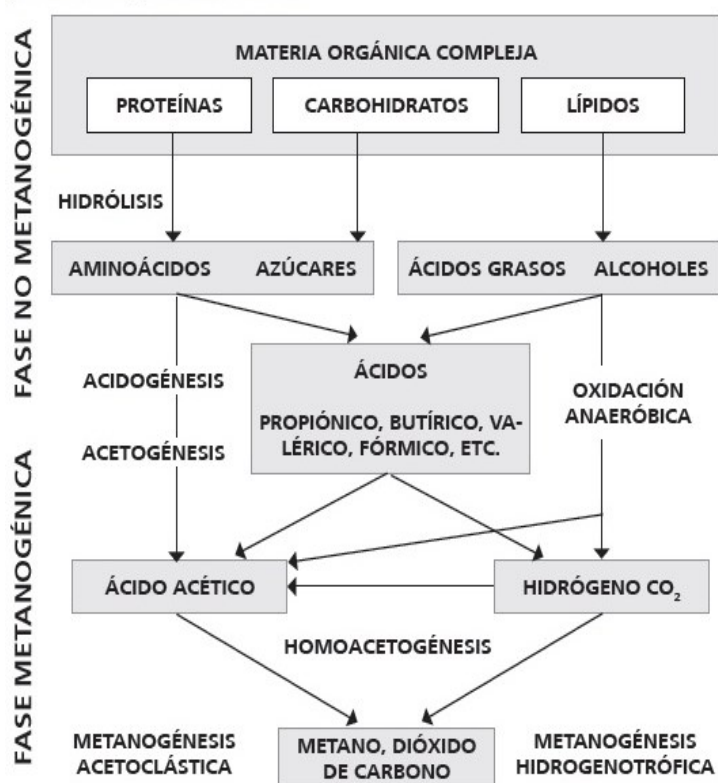 FASE NO METANOGÉNICA
MATERIA ORGÁNICA COMPLEJA
PROTEÍNAS
CARBOHIDRATOS
LÍPIDOS
HIDRÓLISIS
AMINOÁCIDOS
AZÚCARES
ÁCIDOS GRASOS
ALCOHOLES
ACIDOGÉNESIS
ÁCIDOS
PROPIÓNICO, BUTÍRICO, VA-
LÉRICO, FÓRMICO, ETC.
OXIDACIÓN
ANAERÓBICA
ACETOGÉNESIS
FASE METANOGÉNICA
ÁCIDO ACÉTICO
HIDRÓGENO CO₂
HOMOACETOGÉNESIS
METANOGÉNESIS
ACETOCLÁSTICA
METANO, DIÓXIDO
DE CARBONO
METANOGÉNESIS
HIDROGENOTRÓFICA